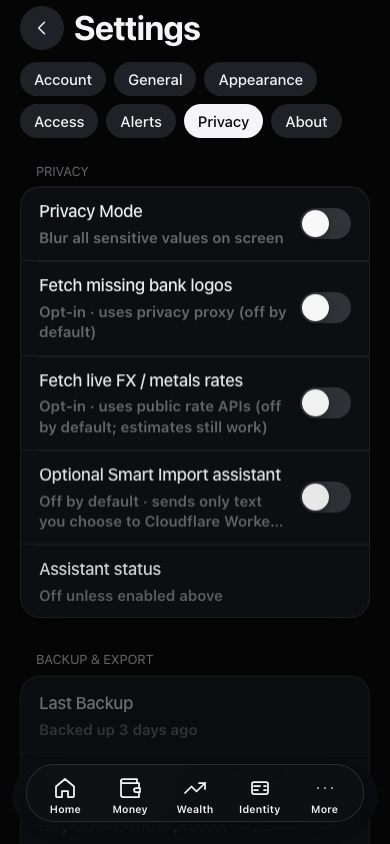 Settings
Account General Appearance
Access Alerts Privacy About
PRIVACY
Privacy Mode
Blur all sensitive values on screen
Fetch missing bank logos
Opt-in · uses privacy proxy (off by
default)
Fetch live FX / metals rates
Opt-in · uses public rate APIs (off
by default; estimates still work)
Optional Smart Import assistant
Off by default · sends only text
you choose to Cloudflare Worke...
Assistant status
Off unless enabled above
BACKUP & EXPORT
Last Backup
Backed up 3 days ago
Home Money Wealth Identity More